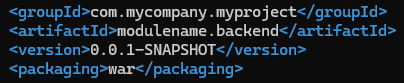 <groupId>com.mycompany.myproject</groupId>
<artifactId>modulename.backend</artifactId>
<version>0.0.1-SNAPSHOT</version>
<packaging>war</packaging>